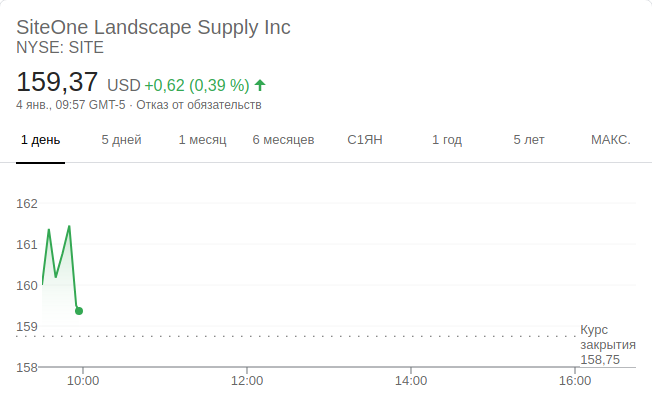 SiteOne Landscape Supply Inc
NYSE: SITE
159,37 USD +0,62 (0,39 %)
4 янв., 09:57 GMT-5 · Отказ от обязательств
1 день 5 дней 1 месяц 6 месяцев С1ЯН 1 год 5 лет МАКС.
162
161
160
159
158
Курс
закрытия
158,75
10:00 12:00 14:00 16:00